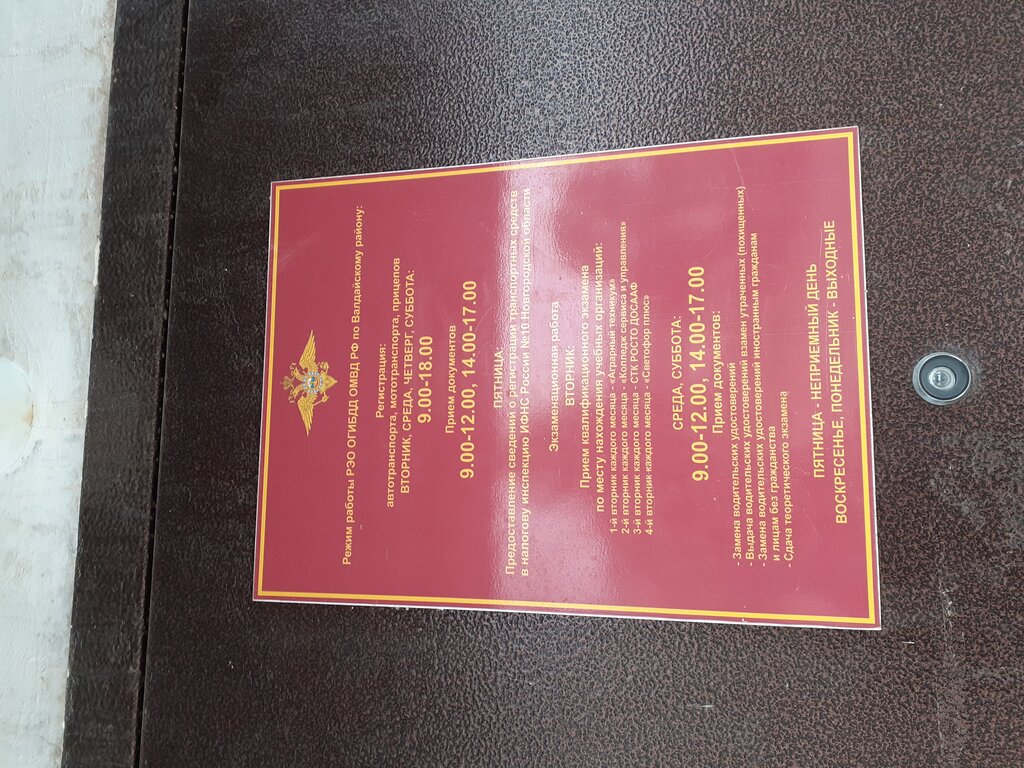 Режим работы РЭО ОГИБДД ОМВД РФ по Валдайскому району:
Регистрация:
автотранспорта, мототранспорта, прицепов
ВТОРНИК, СРЕДА, ЧЕТВЕРГ, СУББОТА:
9.00-18.00
Прием документов
9.00-12.00, 14.00-17.00
ПЯТНИЦА:
Предоставление сведений о регистрации транспортных средств
в налоговую инспекцию ИФНС России №10 Новгородской области
Экзаменационная работа
ВТОРНИК:
Прием квалификационного экзамена
по месту нахождения учебных организаций:
1-й вторник каждого месяца - «Аграрный техникум»
2-й вторник каждого месяца - «Колледж сервиса и управления»
3-й вторник каждого месяца - СТК РОСТО ДОСААФ
4-й вторник каждого месяца - «Светофор плюс»
СРЕДА, СУББОТА:
9.00-12.00, 14.00-17.00
Прием документов:
- Замена водительских удостоверений
- Выдача водительских удостоверений взамен утраченных (похищенных)
- Замена водительских удостоверений иностранным гражданам
и лицам без гражданства
- Сдача теоретического экзамена
ПЯТНИЦА - НЕПРИЕМНЫЙ ДЕНЬ
ВОСКРЕСЕНЬЕ, ПОНЕДЕЛЬНИК - ВЫХОДНЫЕ